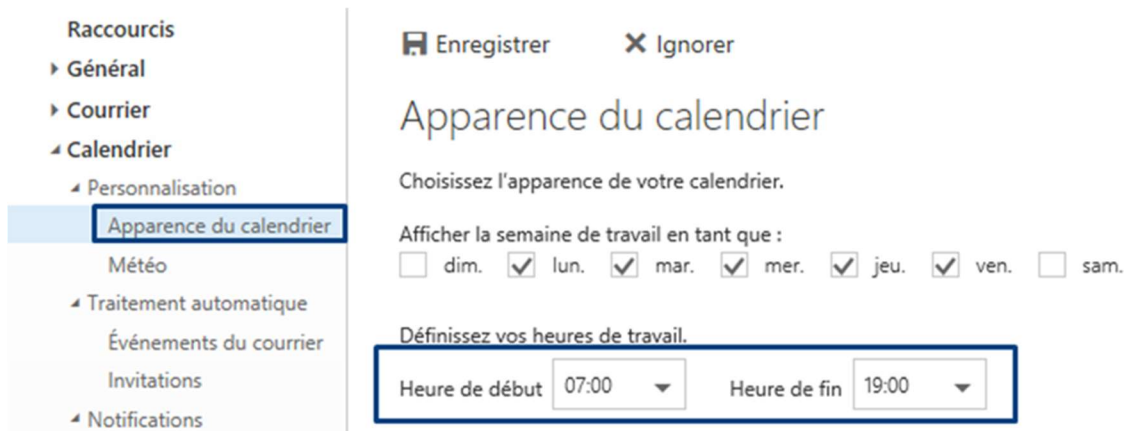 Raccourcis
Général
Courrier
Calendrier
Personnalisation
Apparence du calendrier
Météo
Traitement automatique
Événements du courrier
Invitations
Notifications
Enregistrer Ignorer
Apparence du calendrier
Choisissez l'apparence de votre calendrier.
Afficher la semaine de travail en tant que :
dim. lun. mar. mer. jeu. ven. sam.
Définissez vos heures de travail.
Heure de début 07:00 Heure de fin 19:00